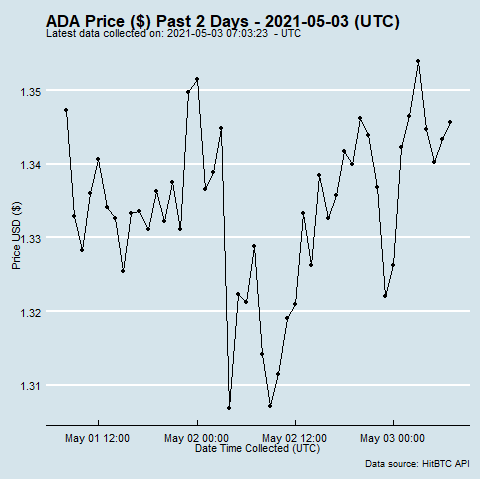 ADA Price ($) Past 2 Days - 2021-05-03 (UTC)
Latest data collected on: 2021-05-03 07:03:23  - UTC
1.35
1.34
1.33
1.32
1.31
Price USD ($)
May 01 12:00 May 02 00:00 May 02 12:00 May 03 00:00
Date Time Collected (UTC)
Data source: HitBTC API